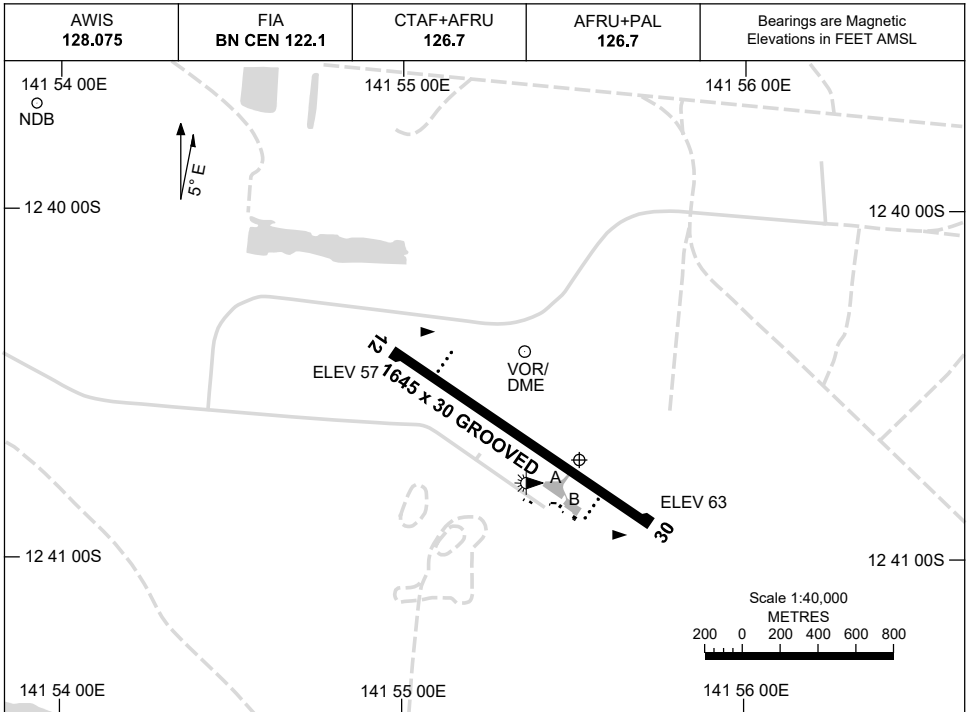 AWIS
128.075
FIA
BN CEN 122.1
CTAF+AFRU
126.7
AFRU+PAL
126.7
Bearings are Magnetic
Elevations in FEET AMSL
141 54 00E
141 55 00E
141 56 00E
NDB
5° E
12 40 00S
12 40 00S
12
ELEV 57
VOR/
DME
1645 x 30 GROOVED
A
B
ELEV 63
30
12 41 00S
12 41 00S
Scale 1:40,000
METRES
200 0 200 400 600 800
141 54 00E
141 55 00E
141 56 00E